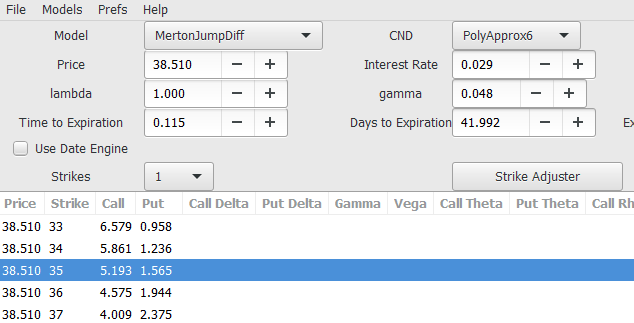 File Models Prefs Help
Model MertonJumpDiff CND PolyApprox6
Price 38.510 − + Interest Rate 0.029 − +
lambda 1.000 − + gamma 0.048 − +
Time to Expiration 0.115 − + Days to Expiration 41.992 − + Ex
Use Date Engine
Strikes 1 Strike Adjuster
Price Strike Call Put Call Delta Put Delta Gamma Vega Call Theta Put Theta Call Rh
38.510 33 6.579 0.958
38.510 34 5.861 1.236
38.510 35 5.193 1.565
38.510 36 4.575 1.944
38.510 37 4.009 2.375